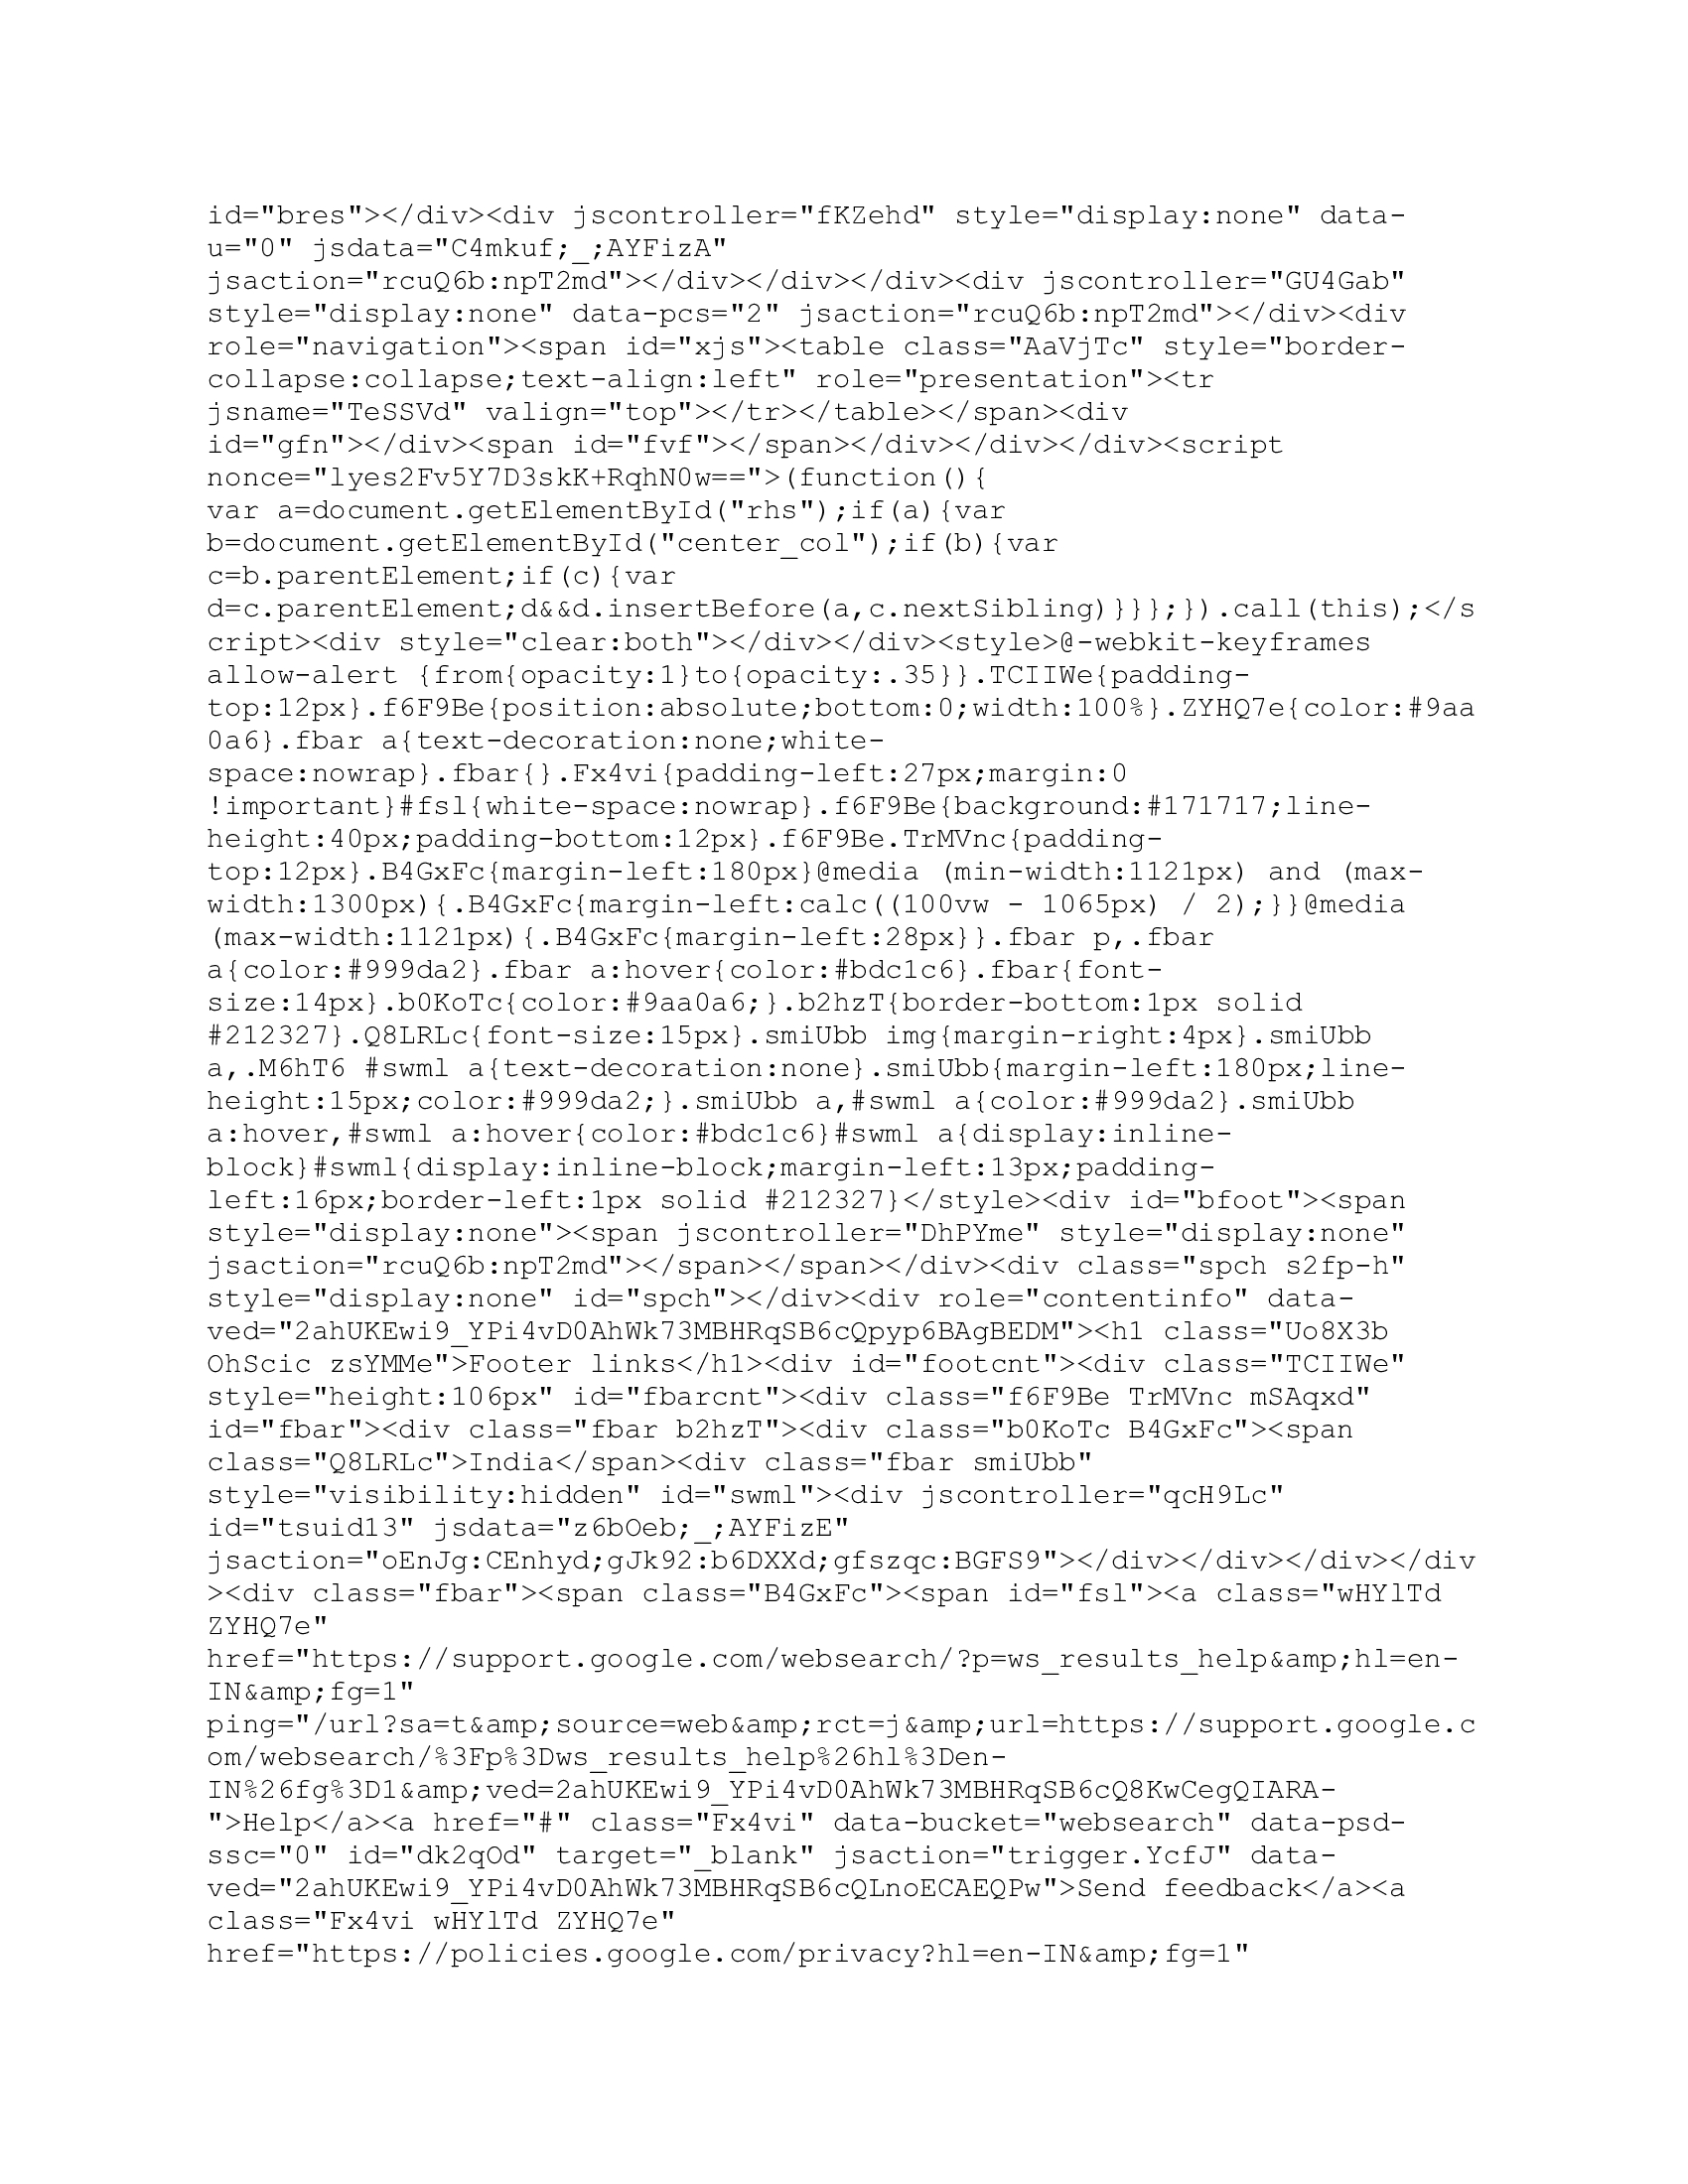 id="bres"></div><div jscontroller="fKZehd" style="display:none" data-
u="0" jsdata="C4mkuf;_;AYFizA"
jsaction="rcuQ6b:npT2md"></div></div></div><div jscontroller="GU4Gab"
style="display:none" data-pcs="2" jsaction="rcuQ6b:npT2md"></div><div
role="navigation"><span id="xjs"><table class="AaVjTc" style="border-
collapse:collapse;text-align:left" role="presentation"><tr
jsname="TeSSVd" valign="top"></tr></table></span><div
id="gfn"></div><span id="fvf"></span></div></div></div><script
nonce="lyes2Fv5Y7D3skK+RqhN0w==">(function(){
var a=document.getElementById("rhs");if(a){var
b=document.getElementById("center_col");if(b){var
c=b.parentElement;if(c){var
d=c.parentElement;d&&d.insertBefore(a,c.nextSibling)}}};}).call(this);</s
cript><div style="clear:both"></div></div><style>@-webkit-keyframes
allow-alert {from{opacity:1}to{opacity:.35}}.TCIIWe{padding-
top:12px}.f6F9Be{position:absolute;bottom:0;width:100%}.ZYHQ7e{color:#9aa
0a6}.fbar a{text-decoration:none;white-
space:nowrap}.fbar{}.Fx4vi{padding-left:27px;margin:0
!important}#fsl{white-space:nowrap}.f6F9Be{background:#171717;line-
height:40px;padding-bottom:12px}.f6F9Be.TrMVnc{padding-
top:12px}.B4GxFc{margin-left:180px}@media (min-width:1121px) and (max-
width:1300px){.B4GxFc{margin-left:calc((100vw - 1065px) / 2);}}@media
(max-width:1121px){.B4GxFc{margin-left:28px}}.fbar p,.fbar
a{color:#999da2}.fbar a:hover{color:#bdc1c6}.fbar{font-
size:14px}.b0KoTc{color:#9aa0a6;}.b2hzT{border-bottom:1px solid
#212327}.Q8LRLc{font-size:15px}.smiUbb img{margin-right:4px}.smiUbb
a,.M6hT6 #swml a{text-decoration:none}.smiUbb{margin-left:180px;line-
height:15px;color:#999da2;}.smiUbb a,#swml a{color:#999da2}.smiUbb
a:hover,#swml a:hover{color:#bdc1c6}#swml a{display:inline-
block}#swml{display:inline-block;margin-left:13px;padding-
left:16px;border-left:1px solid #212327}</style><div id="bfoot"><span
style="display:none"><span jscontroller="DhPYme" style="display:none"
jsaction="rcuQ6b:npT2md"></span></span></div><div class="spch s2fp-h"
style="display:none" id="spch"></div><div role="contentinfo" data-
ved="2ahUKEwi9_YPi4vD0AhWk73MBHRqSB6cQpyp6BAgBEDM"><h1 class="Uo8X3b
OhScic zsYMMe">Footer links</h1><div id="footcnt"><div class="TCIIWe"
style="height:106px" id="fbarcnt"><div class="f6F9Be TrMVnc mSAqxd"
id="fbar"><div class="fbar b2hzT"><div class="b0KoTc B4GxFc"><span
class="Q8LRLc">India</span><div class="fbar smiUbb"
style="visibility:hidden" id="swml"><div jscontroller="qcH9Lc"
id="tsuid13" jsdata="z6bOeb;_;AYFizE"
jsaction="oEnJg:CEnhyd;gJk92:b6DXXd;gfszqc:BGFS9"></div></div></div></div
><div class="fbar"><span class="B4GxFc"><span id="fsl"><a class="wHYlTd
ZYHQ7e"
href="https://support.google.com/websearch/?p=ws_results_help&amp;hl=en-
IN&amp;fg=1"
ping="/url?sa=t&amp;source=web&amp;rct=j&amp;url=https://support.google.c
om/websearch/%3Fp%3Dws_results_help%26hl%3Den-
IN%26fg%3D1&amp;ved=2ahUKEwi9_YPi4vD0AhWk73MBHRqSB6cQ8KwCegQIARA-
">Help</a><a href="#" class="Fx4vi" data-bucket="websearch" data-psd-
ssc="0" id="dk2qOd" target="_blank" jsaction="trigger.YcfJ" data-
ved="2ahUKEwi9_YPi4vD0AhWk73MBHRqSB6cQLnoECAEQPw">Send feedback</a><a
class="Fx4vi wHYlTd ZYHQ7e"
href="https://policies.google.com/privacy?hl=en-IN&amp;fg=1"